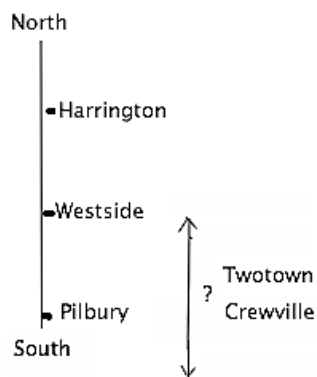 North
Harrington
Westside
? Twotown
Crewville
Pilbury
South